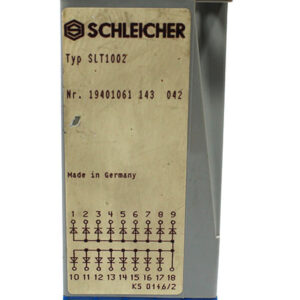 SCHLEICHER
Typ SLT1002
Nr. 19401061 143 042
Made in Germany
1 2 3 4 5 6 7 8 9
10 11 12 13 14 15 16 17 18
KS 0146/2